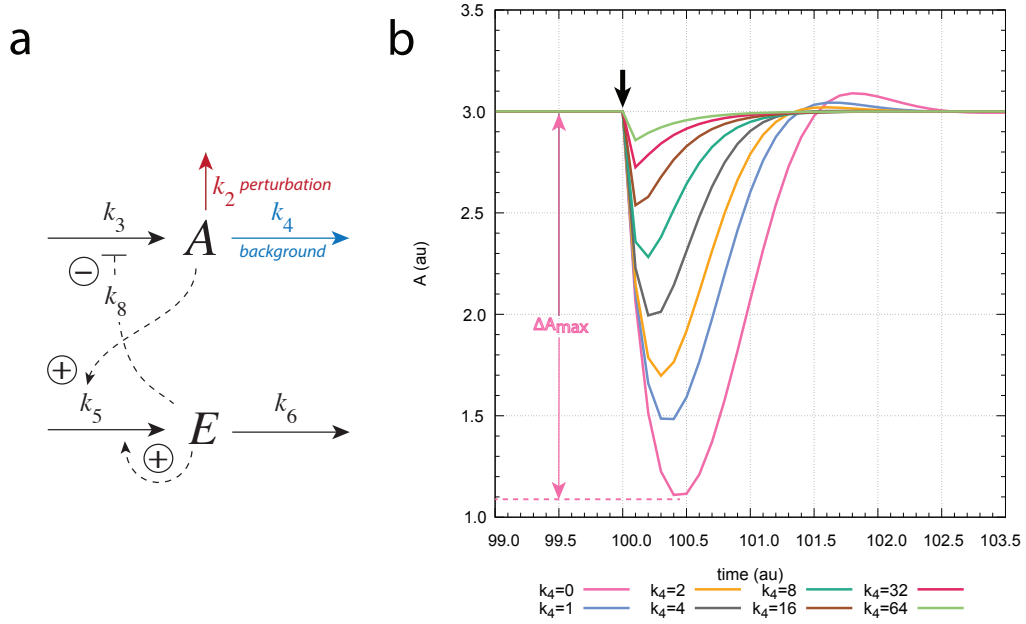 a
b
k3
k2 perturbation
A
k4
background
−
k8
+
k5
E
k6
+
A (au)
3.5
3.0
2.5
2.0
1.5
1.0
ΔAmax
99.0 99.5 100.0 100.5 101.0 101.5 102.0 102.5 103.0 103.5
time (au)
k4=0 k4=2 k4=8 k4=32
k4=1 k4=4 k4=16 k4=64